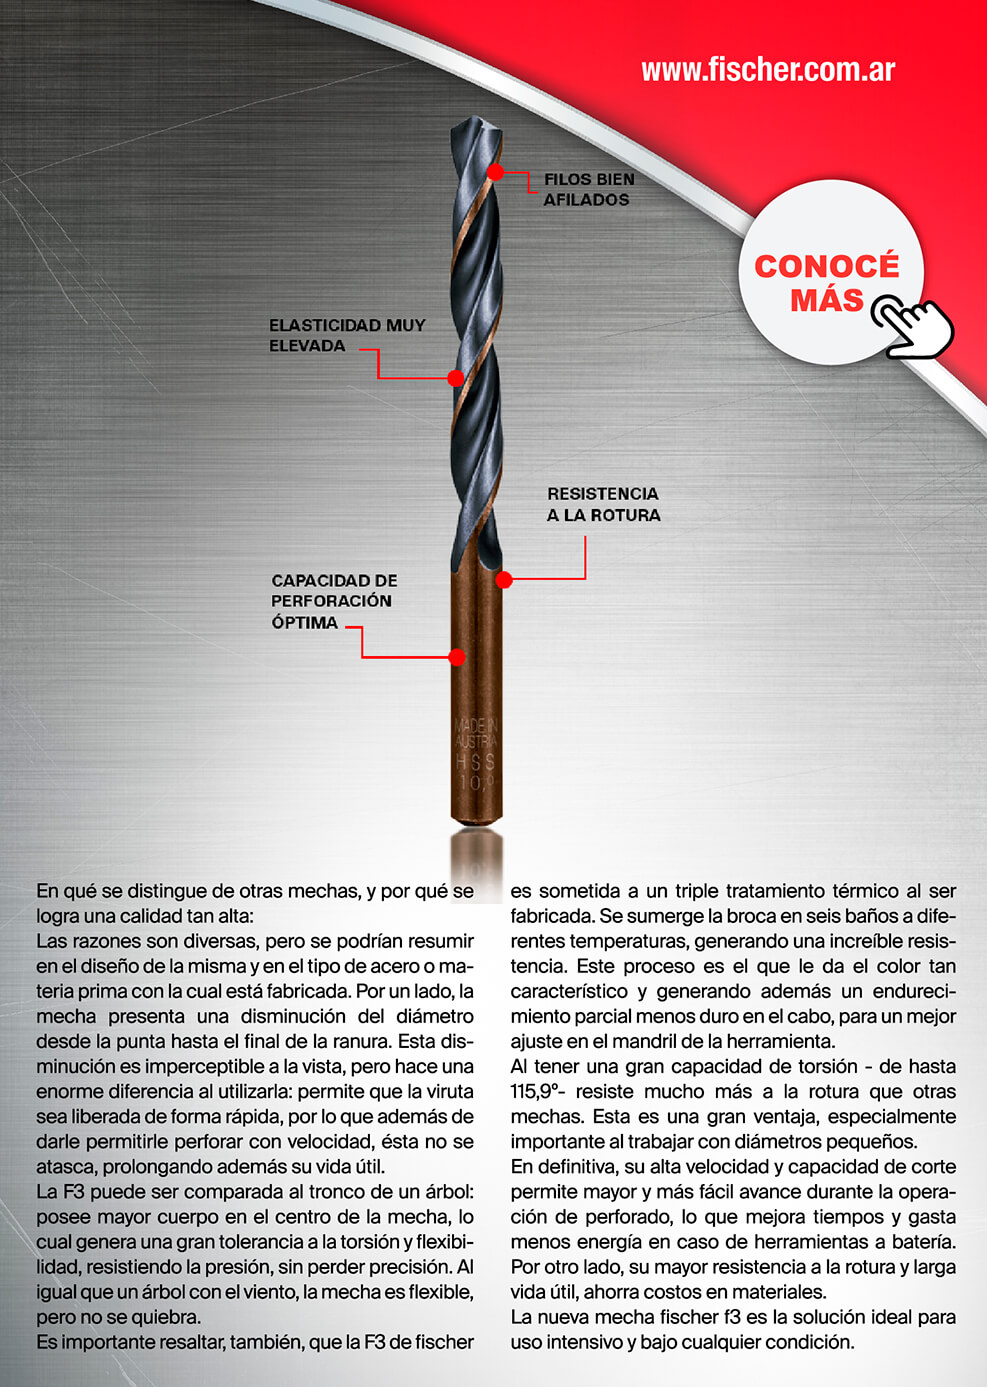 www.fischer.com.ar
FILOS BIEN
AFILADOS
CONOCÉ
MÁS
ELASTICIDAD MUY
ELEVADA
RESISTENCIA
A LA ROTURA
CAPACIDAD DE
PERFORACIÓN
ÓPTIMA
MADE IN
AUSTRIA
HSS
10,0
En qué se distingue de otras mechas, y por qué se
logra una calidad tan alta:
Las razones son diversas, pero se podrían resumir
en el diseño de la misma y en el tipo de acero o ma-
teria prima con la cual está fabricada. Por un lado, la
mecha presenta una disminución del diámetro
desde la punta hasta el final de la ranura. Esta dis-
minución es imperceptible a la vista, pero hace una
enorme diferencia al utilizarla: permite que la viruta
sea liberada de forma rápida, por lo que además de
darle permitirle perforar con velocidad, ésta no se
atasca, prolongando además su vida útil.
La F3 puede ser comparada al tronco de un árbol:
posee mayor cuerpo en el centro de la mecha, lo
cual genera una gran tolerancia a la torsión y flexibi-
lidad, resistiendo la presión, sin perder precisión. Al
igual que un árbol con el viento, la mecha es flexible,
pero no se quiebra.
Es importante resaltar, también, que la F3 de fischer
es sometida a un triple tratamiento térmico al ser
fabricada. Se sumerge la broca en seis baños a dife-
rentes temperaturas, generando una increíble resis-
tencia. Este proceso es el que le da el color tan
característico y generando además un endureci-
miento parcial menos duro en el cabo, para un mejor
ajuste en el mandril de la herramienta.
Al tener una gran capacidad de torsión - de hasta
115,9°- resiste mucho más a la rotura que otras
mechas. Esta es una gran ventaja, especialmente
importante al trabajar con diámetros pequeños.
En definitiva, su alta velocidad y capacidad de corte
permite mayor y más fácil avance durante la opera-
ción de perforado, lo que mejora tiempos y gasta
menos energía en caso de herramientas a batería.
Por otro lado, su mayor resistencia a la rotura y larga
vida útil, ahorra costos en materiales.
La nueva mecha fischer f3 es la solución ideal para
uso intensivo y bajo cualquier condición.